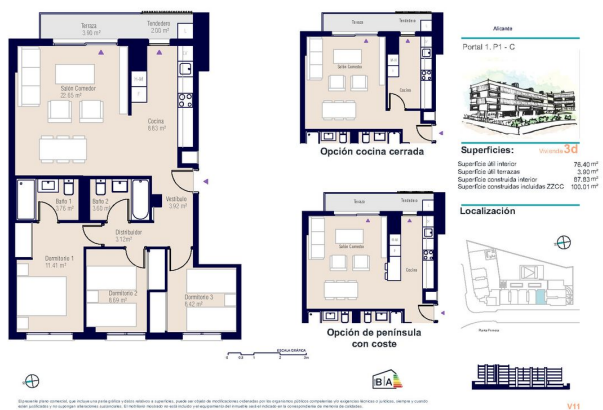 Terraza
3.90 m²
Tendedero
2.00 m²
Salón Comedor
22.65 m²
Cocina
8.83 m²
Baño 1
3.76 m²
Baño 2
3.60 m²
Vestíbulo
3.92 m²
Distribuidor
3.12 m²
Dormitorio 1
11.41 m²
Dormitorio 2
8.69 m²
Dormitorio 3
8.42 m²
ESCALA GRÁFICA
Terraza
Tendedero
Salón Comedor
Cocina
Opción cocina cerrada
Terraza
Tendedero
Salón Comedor
Cocina
Opción de península
con coste
Alicante
Portal 1. P1 - C
Superficies:
Vivienda 3d
Superficie útil interior 76.40 m²
Superficie útil terrazas 3.90 m²
Superficie construida interior 87.83 m²
Superficie construidas incluidas ZZCC 100.01 m²
Localización
B A
V11